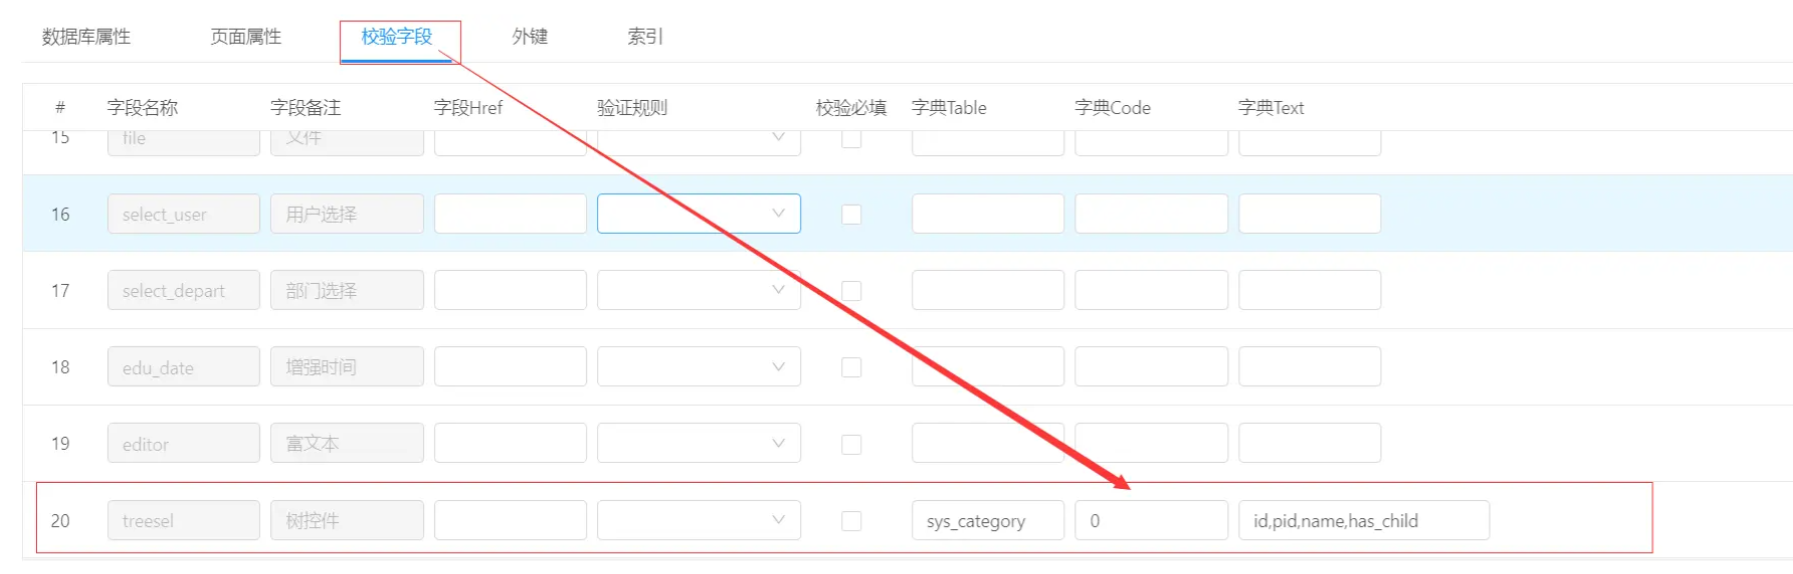 数据库属性 页面属性 校验字段 外键 索引
# 字段名称 字段备注 字段Href 验证规则 校验必填 字典Table 字典Code 字典Text
15 file 文件
16 select_user 用户选择
17 select_depart 部门选择
18 edu_date 增强时间
19 editor 富文本
20 treesel 树控件 sys_category 0 id,pid,name,has_child